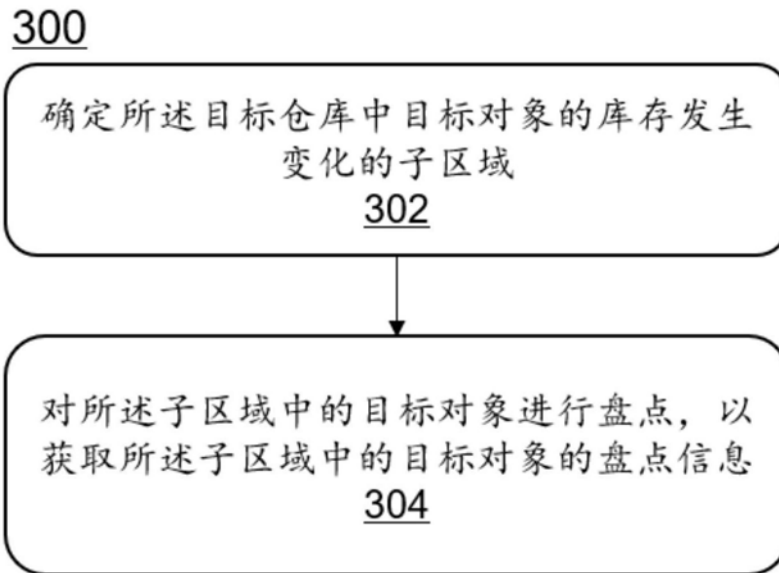 300
确定所述目标仓库中目标对象的库存发生
变化的子区域
302
对所述子区域中的目标对象进行盘点，以
获取所述子区域中的目标对象的盘点信息
304